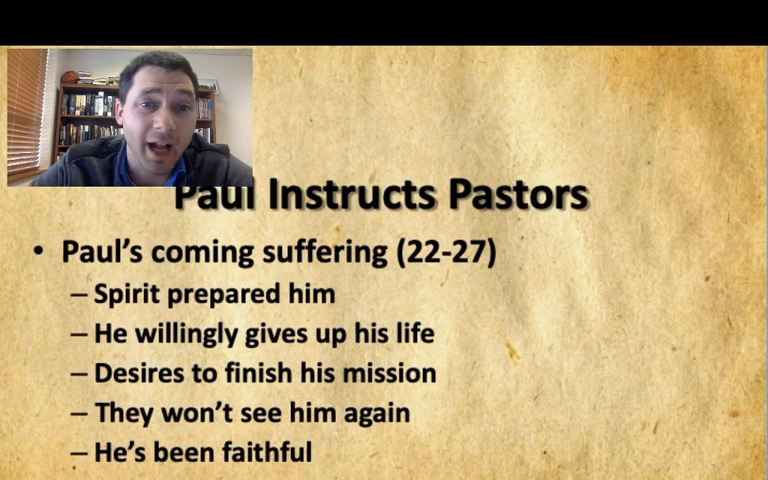 Paul Instructs Pastors
• Paul's coming suffering (22-27)
– Spirit prepared him
– He willingly gives up his life
– Desires to finish his mission
– They won't see him again
– He's been faithful